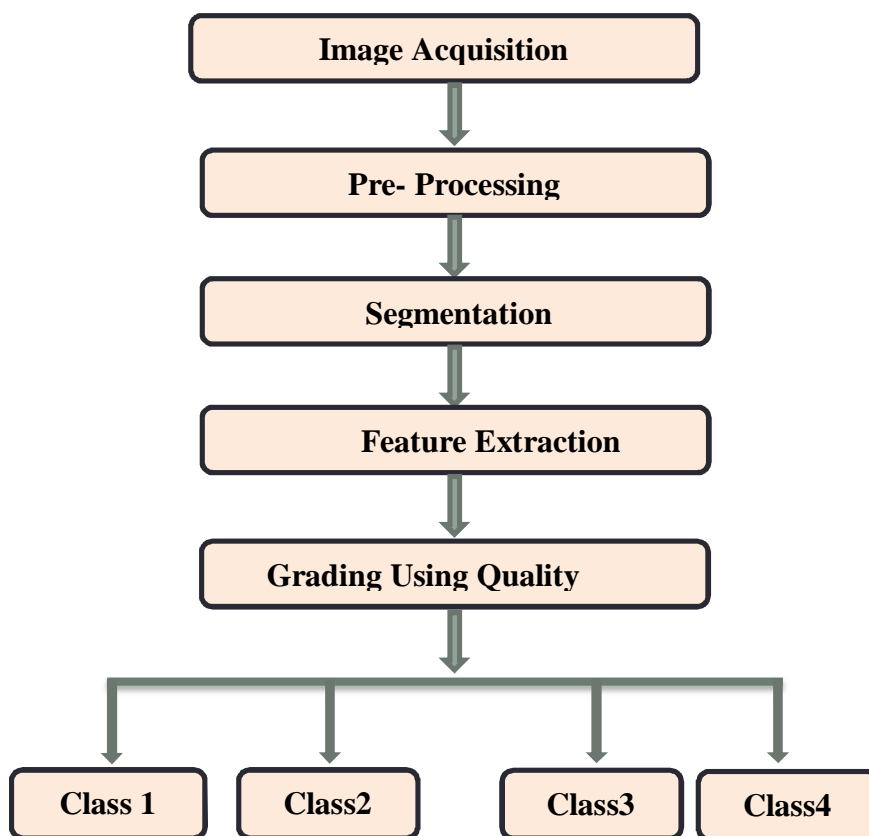 Image Acquisition
Pre- Processing
Segmentation
Feature Extraction
Grading Using Quality
Class 1
Class2
Class3
Class4